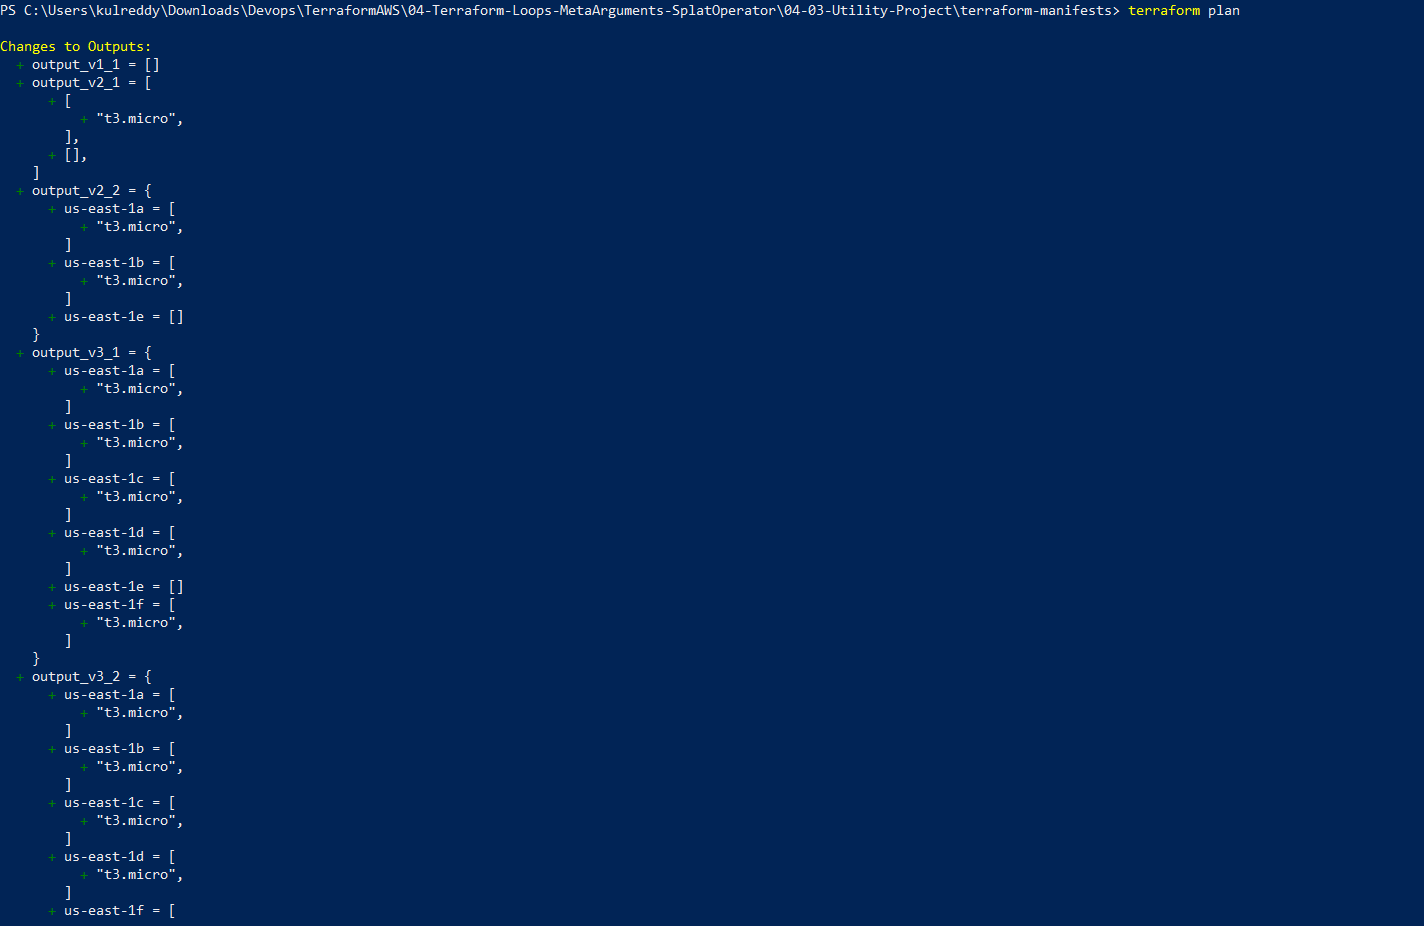 PS C:\Users\kulreddy\Downloads\Devops\TerraformAWS\04-Terraform-Loops-MetaArguments-SplatOperator\04-03-Utility-Project\terraform-manifests> terraform plan
Changes to Outputs:
  + output_v1_1 = []
  + output_v2_1 = [
      + [
          + "t3.micro",
        ],
      + [],
    ]
  + output_v2_2 = {
      + us-east-1a = [
          + "t3.micro",
        ]
      + us-east-1b = [
          + "t3.micro",
        ]
      + us-east-1e = []
    }
  + output_v3_1 = {
      + us-east-1a = [
          + "t3.micro",
        ]
      + us-east-1b = [
          + "t3.micro",
        ]
      + us-east-1c = [
          + "t3.micro",
        ]
      + us-east-1d = [
          + "t3.micro",
        ]
      + us-east-1e = []
      + us-east-1f = [
          + "t3.micro",
        ]
    }
  + output_v3_2 = {
      + us-east-1a = [
          + "t3.micro",
        ]
      + us-east-1b = [
          + "t3.micro",
        ]
      + us-east-1c = [
          + "t3.micro",
        ]
      + us-east-1d = [
          + "t3.micro",
        ]
      + us-east-1f = [